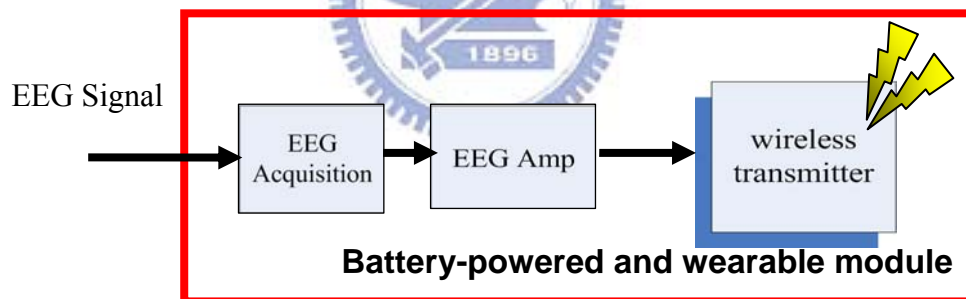 1896
EEG Signal
EEG
Acquisition
EEG Amp
wireless
transmitter
Battery-powered and wearable module